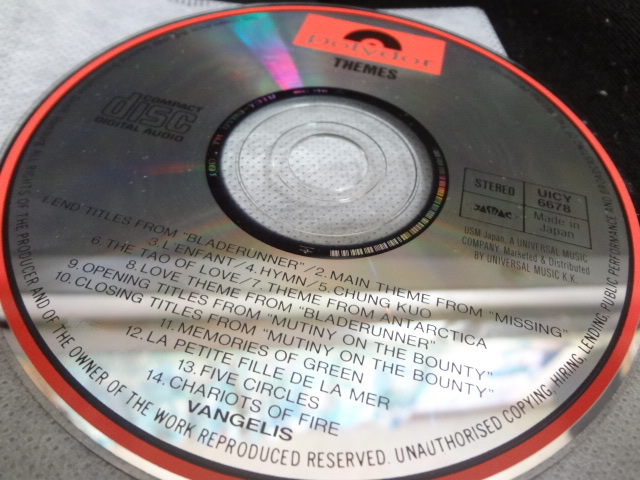 polydor
THEMES
COMPACT
disc
DIGITAL AUDIO
STEREO
UICY
6678
JASRAC
Made in
Japan
USM Japan, A UNIVERSAL MUSIC
COMPANY. Marketed & Distributed
BY UNIVERSAL MUSIC K.K.
1.END TITLES FROM "BLADERUNNER"/2. MAIN THEME FROM "MISSING"
3.L'ENFANT/4.HYMN/5.CHUNG KUO
6.THE TAO OF LOVE/7.THEME FROM ANTARCTICA
8.LOVE THEME FROM "BLADERUNNER"
9.OPENING TITLES FROM "MUTINY ON THE BOUNTY"
10.CLOSING TITLES FROM "MUTINY ON THE BOUNTY"
11.MEMORIES OF GREEN
12.LA PETITE FILLE DE LA MER
13.FIVE CIRCLES
14.CHARIOTS OF FIRE
VANGELIS
OF THE PRODUCER AND OF THE OWNER OF THE WORK REPRODUCED RESERVED. UNAUTHORISED COPYING, HIRING, LENDING, PUBLIC PERFORMANCE AND